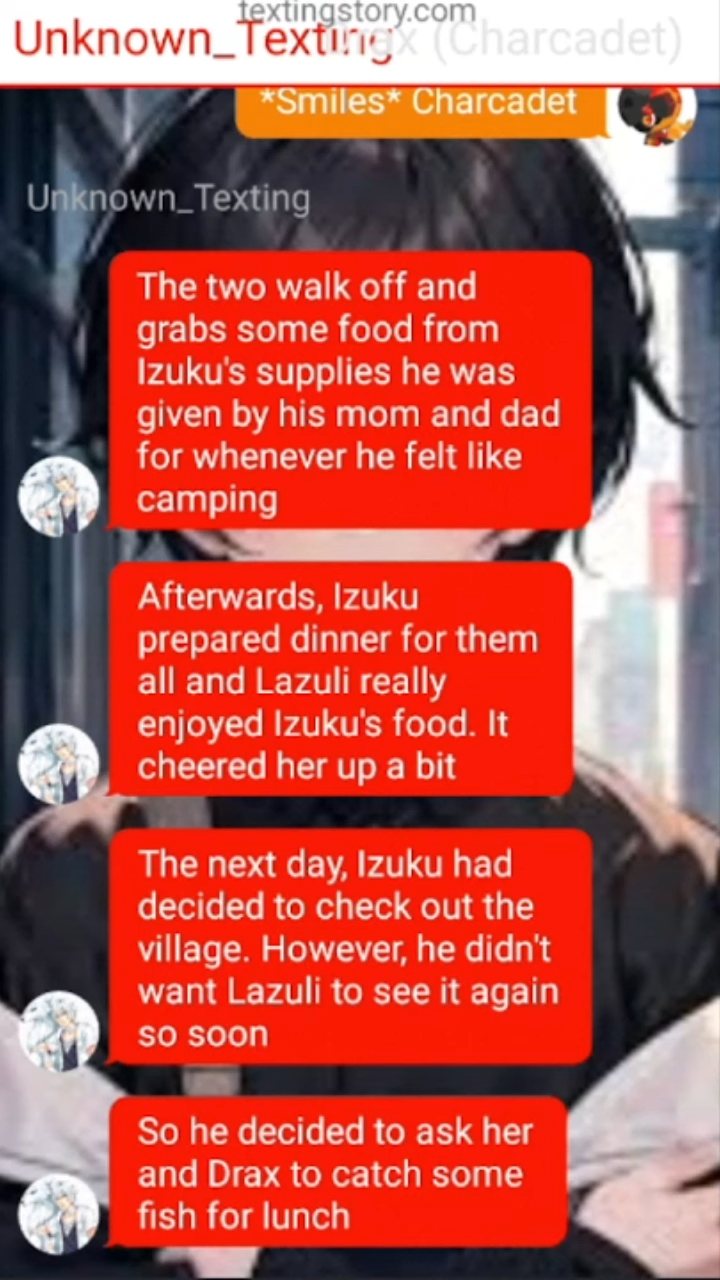 textingstory.com
Unknown_Texting
Drax (Charcadet)
*Smiles* Charcadet
Unknown_Texting
The two walk off and
grabs some food from
Izuku's supplies he was
given by his mom and dad
for whenever he felt like
camping
Afterwards, Izuku
prepared dinner for them
all and Lazuli really
enjoyed Izuku's food. It
cheered her up a bit
The next day, Izuku had
decided to check out the
village. However, he didn't
want Lazuli to see it again
so soon
So he decided to ask her
and Drax to catch some
fish for lunch